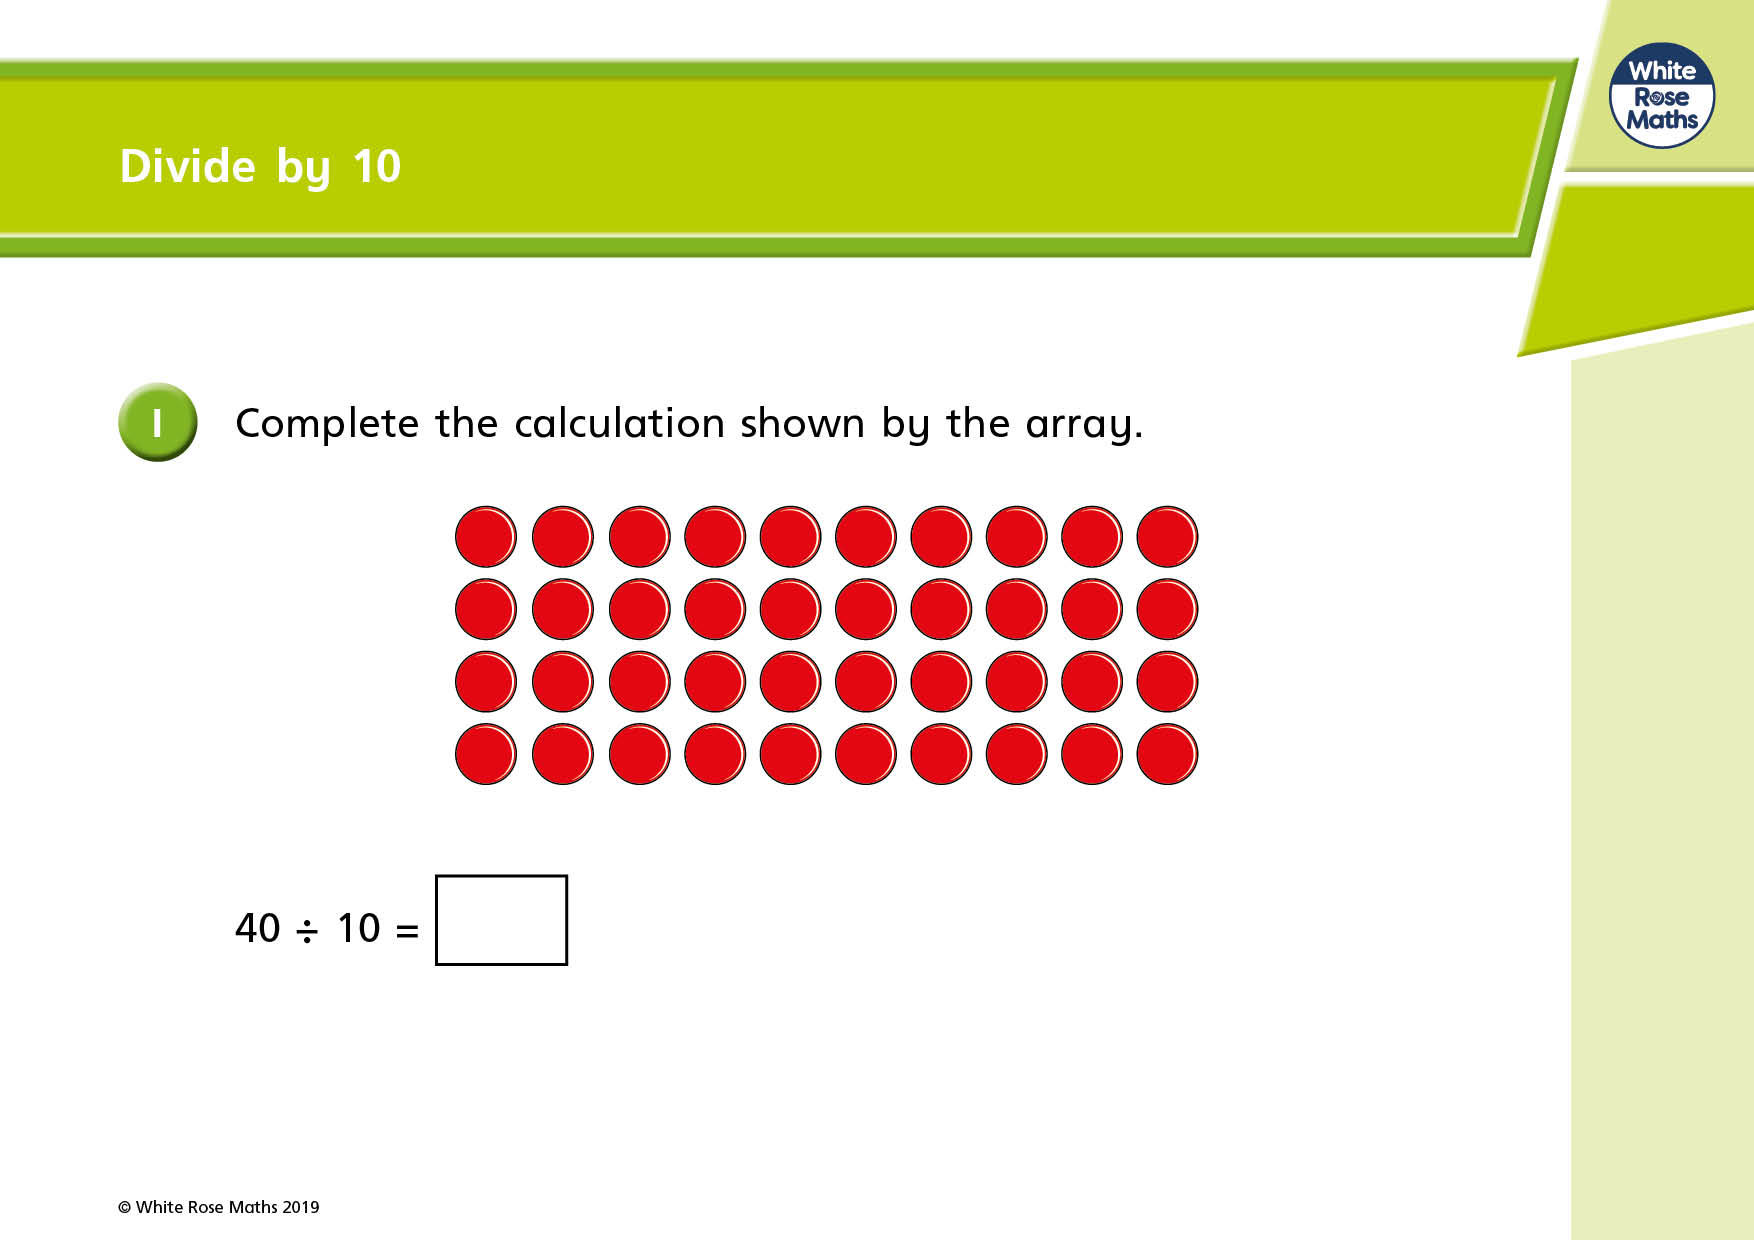 White
Rose
Maths
Divide by 10
1 Complete the calculation shown by the array.
40 ÷ 10 =
© White Rose Maths 2019